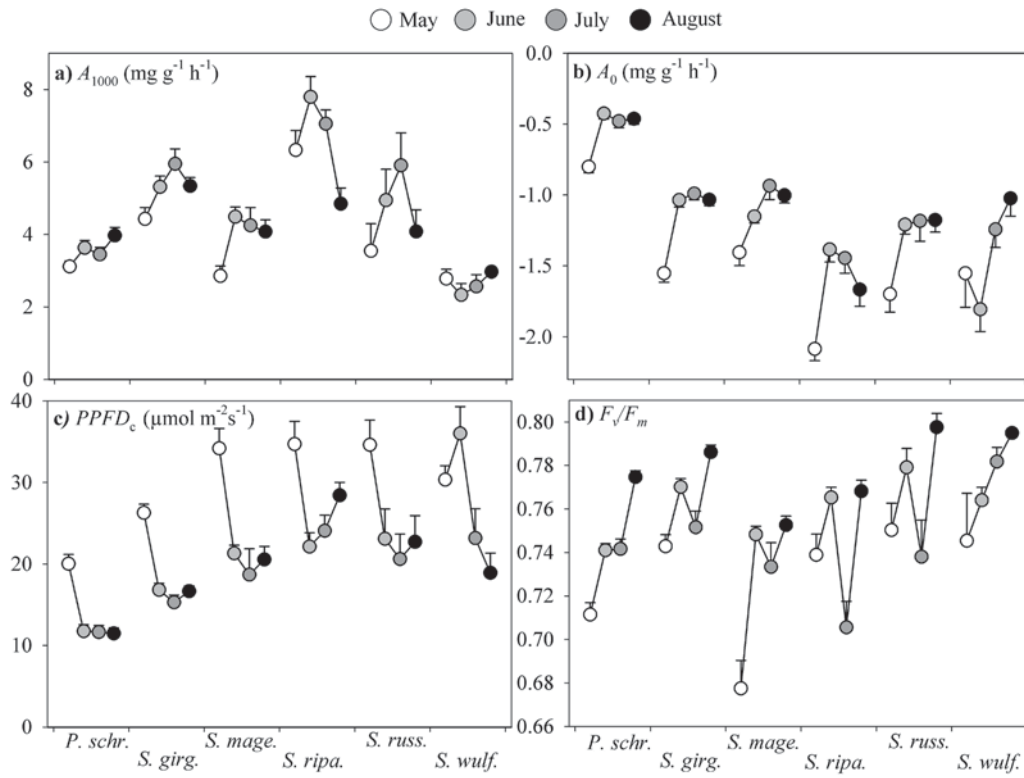 May June July August
a) A₁₀₀₀ (mg g⁻¹ h⁻¹)
8
6
4
2
0
b) A₀ (mg g⁻¹ h⁻¹)
0.0
-0.5
-1.0
-1.5
-2.0
c) PPFD_c (µmol m⁻²s⁻¹)
40
30
20
10
0
d) Fᵥ/Fₘ
0.80
0.78
0.76
0.74
0.72
0.70
0.68
0.66
P. schr. S. mage. S. russ.
S. girg. S. ripa. S. wulf.
P. schr. S. mage. S. russ.
S. girg. S. ripa. S. wulf.